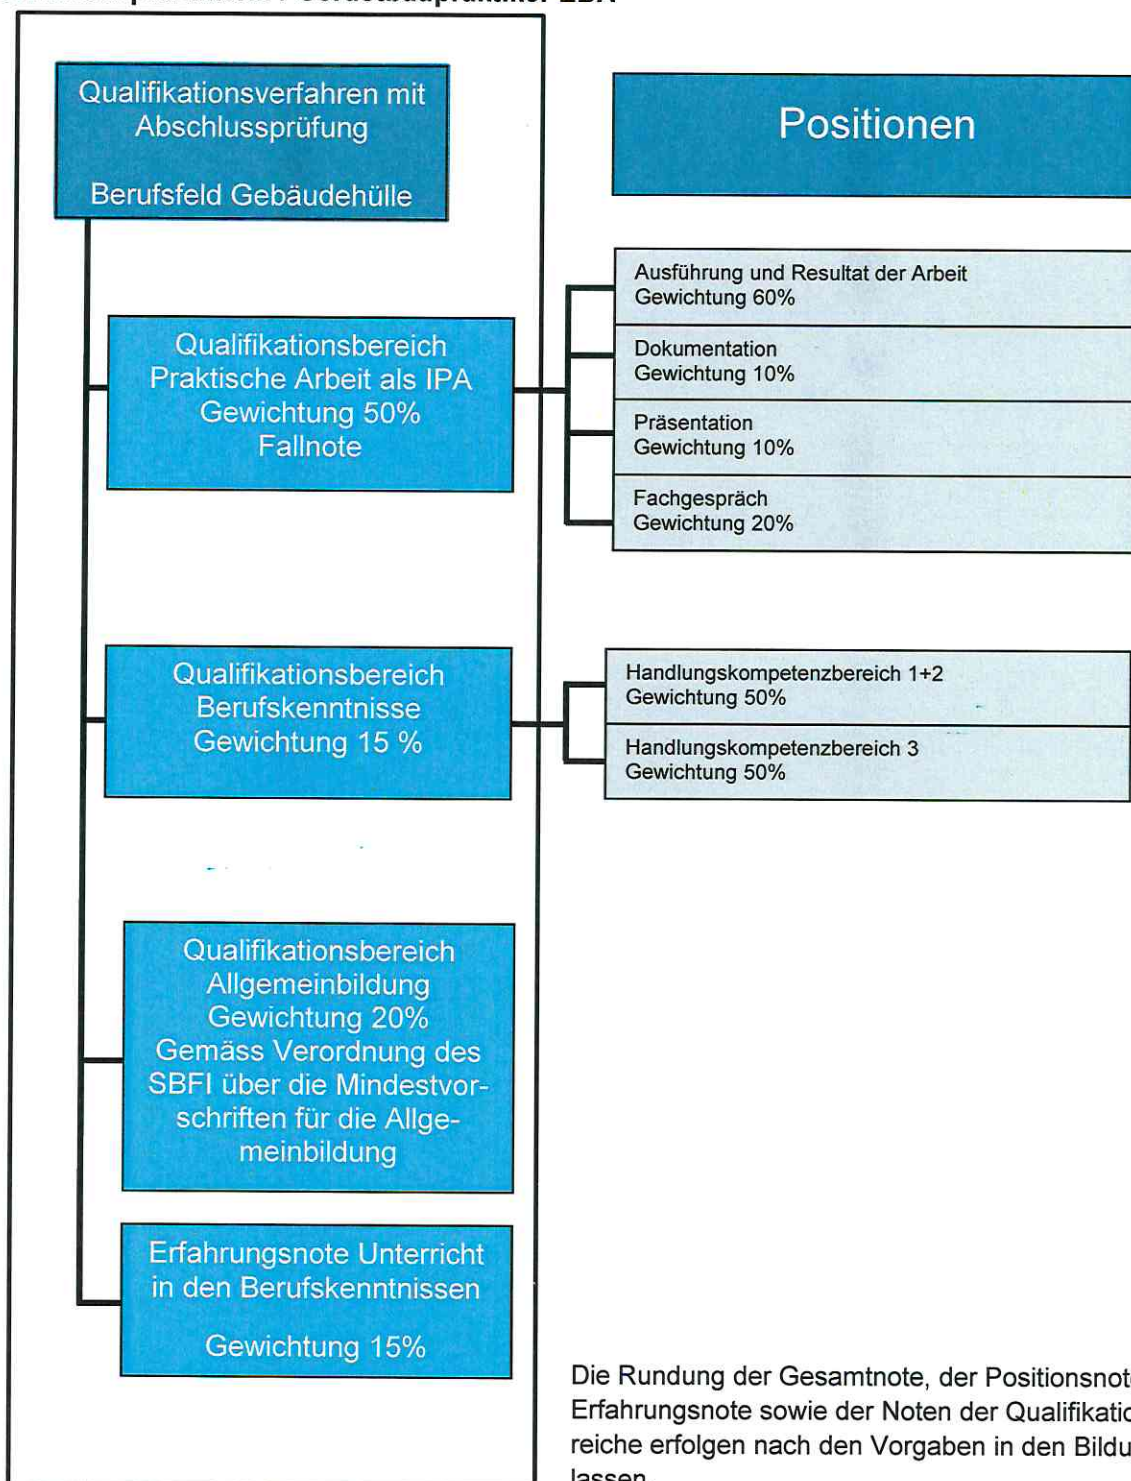 Qualifikationsverfahren mit
Abschlussprüfung
Berufsfeld Gebäudehülle
Positionen
Qualifikationsbereich
Praktische Arbeit als IPA
Gewichtung 50%
Fallnote
Ausführung und Resultat der Arbeit
Gewichtung 60%
Dokumentation
Gewichtung 10%
Präsentation
Gewichtung 10%
Fachgespräch
Gewichtung 20%
Qualifikationsbereich
Berufskenntnisse
Gewichtung 15 %
Handlungskompetenzbereich 1+2
Gewichtung 50%
Handlungskompetenzbereich 3
Gewichtung 50%
Qualifikationsbereich
Allgemeinbildung
Gewichtung 20%
Gemäss Verordnung des
SBFI über die Mindestvor-
schriften für die Allge-
meinbildung
Erfahrungsnote Unterricht
in den Berufskenntnissen
Gewichtung 15%
Die Rundung der Gesamtnote, der Positionsnote
Erfahrungsnote sowie der Noten der Qualifikatio
reiche erfolgen nach den Vorgaben in den Bildu
lassen